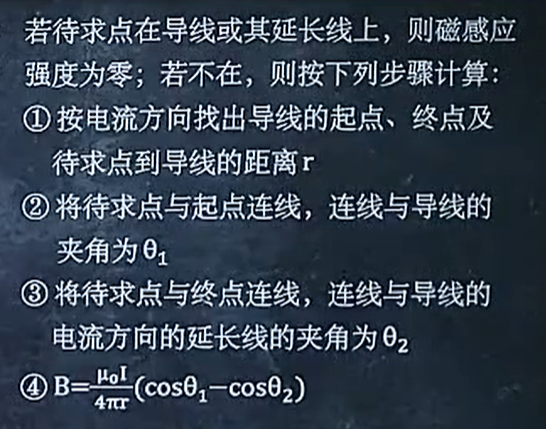 若待求点在导线或其延长线上，则磁感应
强度为零；若不在，则按下列步骤计算：
①按电流方向找出导线的起点、终点及
待求点到导线的距离r
②将待求点与起点连线，连线与导线的
夹角为θ₁
③将待求点与终点连线，连线与导线的
电流方向的延长线的夹角为θ₂
④B=μ₀I/4πr(cosθ₁−cosθ₂)